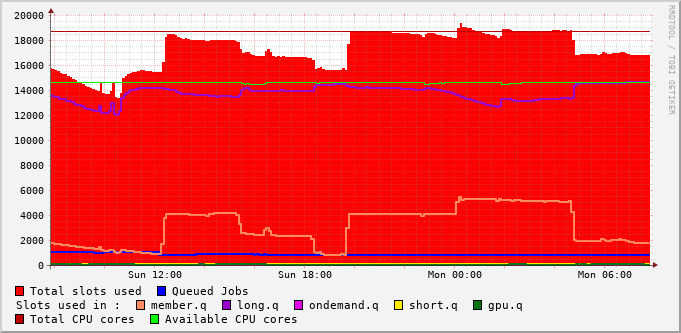 20000
18000
16000
14000
12000
10000
8000
6000
4000
2000
0
Sun 12:00 Sun 18:00 Mon 00:00 Mon 06:00
Total slots used Queued Jobs
Slots used in : member.q long.q ondemand.q short.q gpu.q
Total CPU cores Available CPU cores
RRDTOOL / TOBI OETIKER